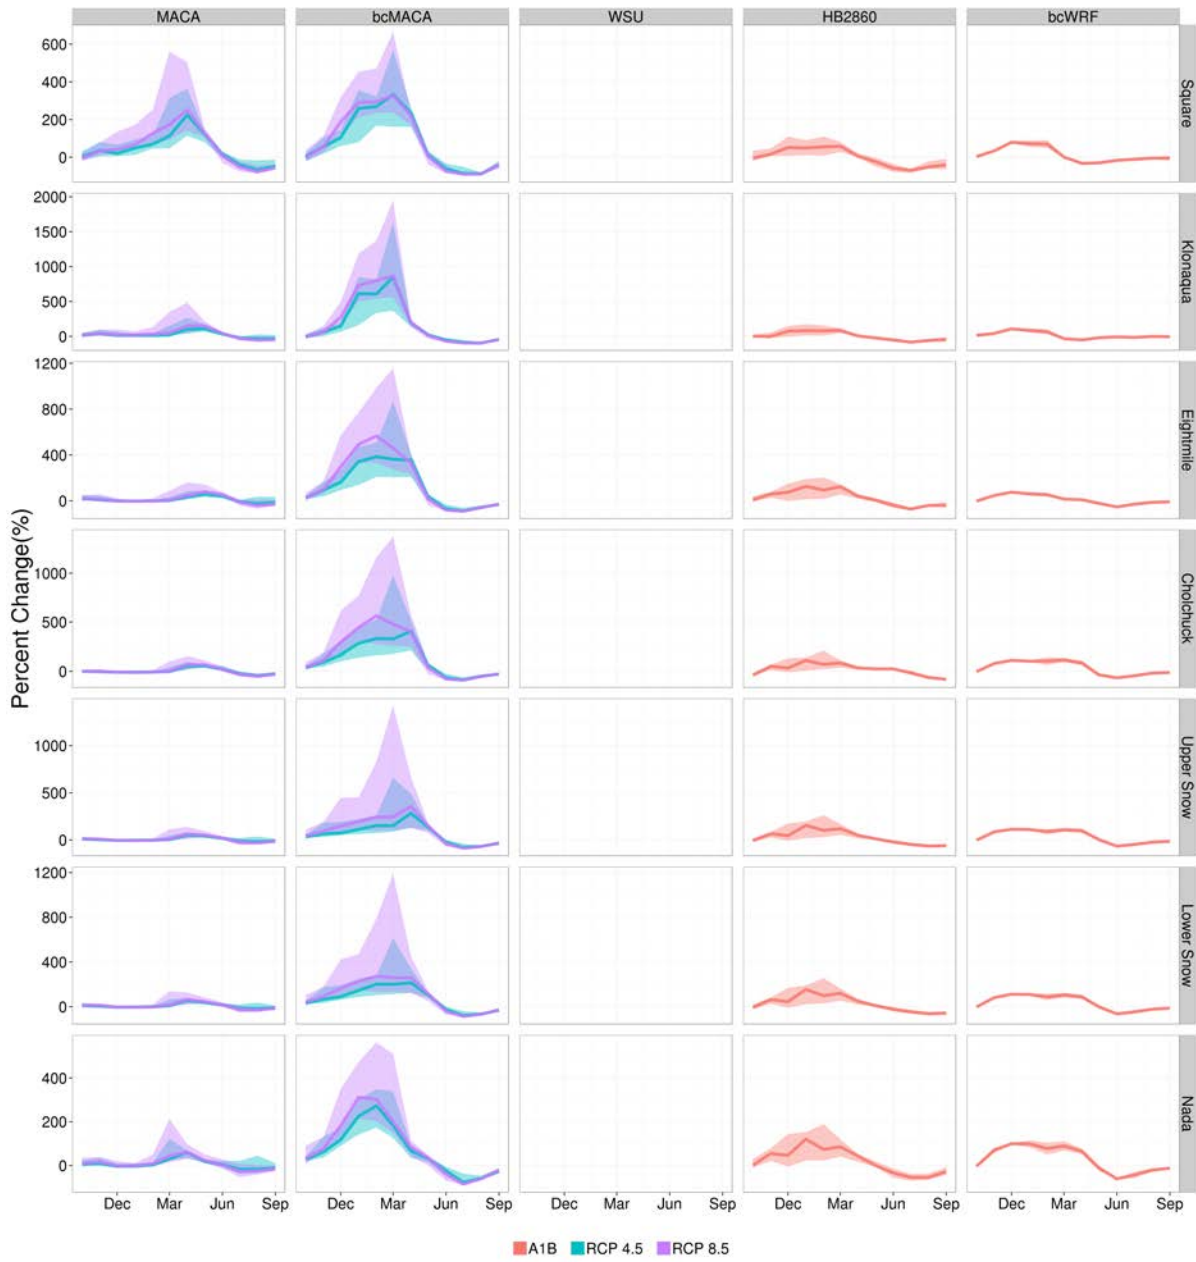 MACA bcMACA WSU HB2860 bcWRF
Percent Change(%)
600
400
200
0
Square
2000
1500
1000
500
0
Klonaqua
1200
800
400
0
Eightmile
1000
500
0
Cholchuck
1000
500
0
Upper Snow
1200
800
400
0
Lower Snow
400
200
0
Nada
Dec Mar Jun Sep Dec Mar Jun Sep Dec Mar Jun Sep Dec Mar Jun Sep Dec Mar Jun Sep
A1B RCP 4.5 RCP 8.5